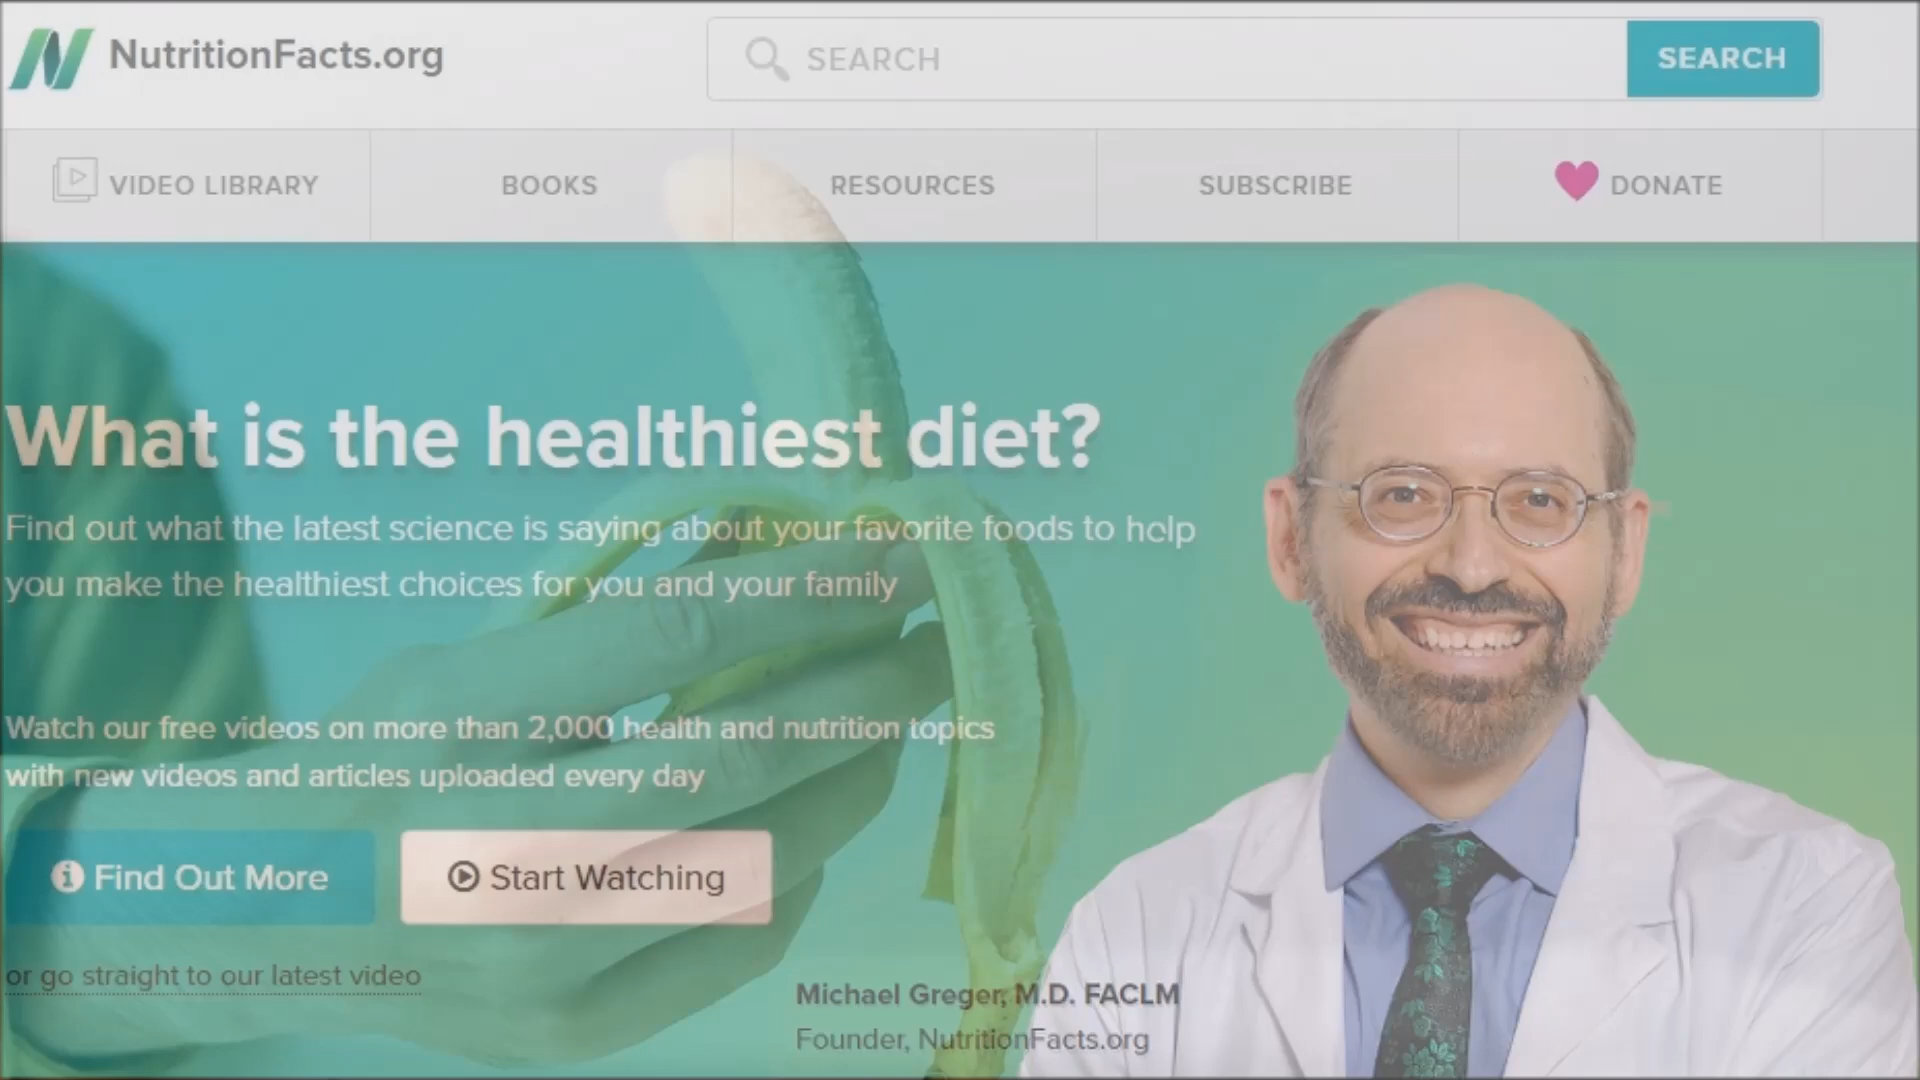 NutritionFacts.org
SEARCH
SEARCH
VIDEO LIBRARY
BOOKS
RESOURCES
SUBSCRIBE
DONATE
What is the healthiest diet?
Find out what the latest science is saying about your favorite foods to help
you make the healthiest choices for you and your family
Watch our free videos on more than 2,000 health and nutrition topics
with new videos and articles uploaded every day
Find Out More
Start Watching
or go straight to our latest video
Michael Greger, M.D. FACLM
Founder, NutritionFacts.org